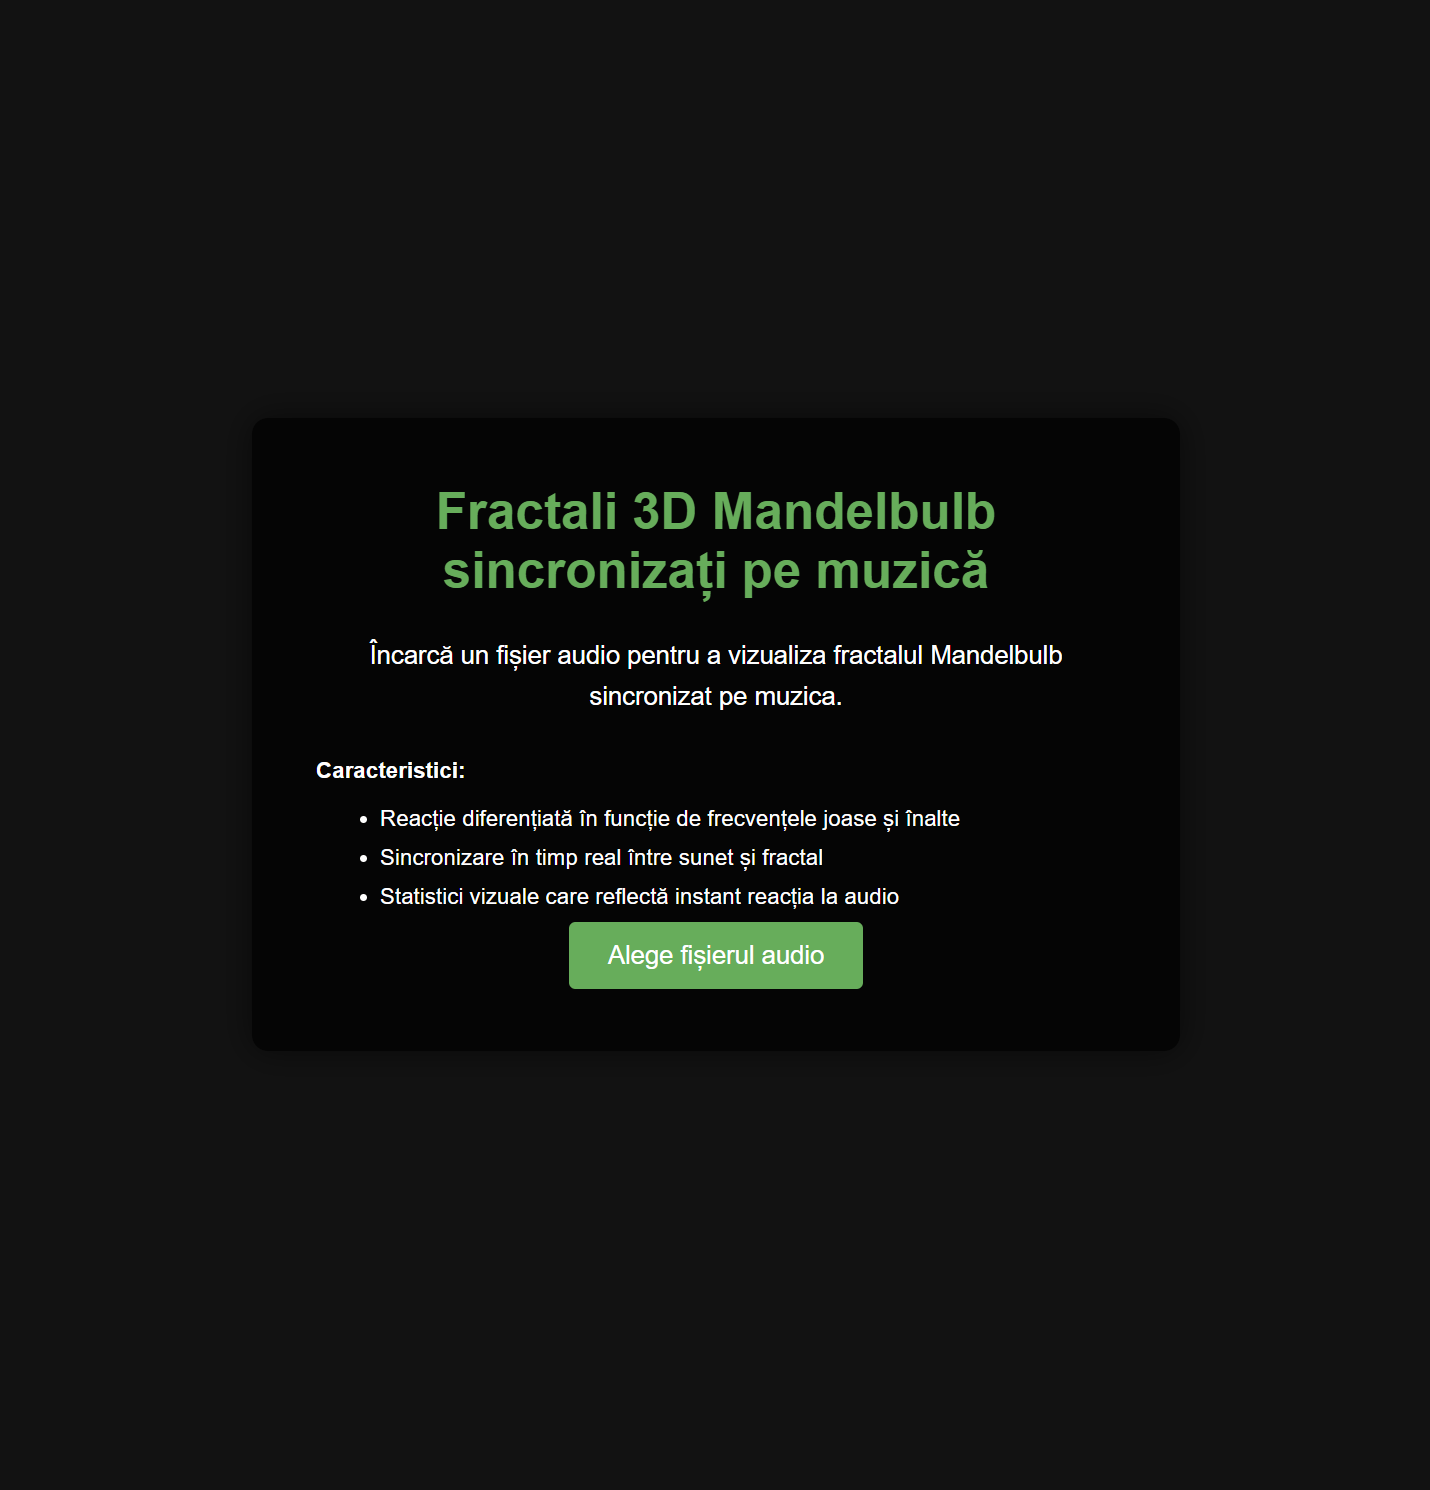 Fractali 3D Mandelbulb
sincronizați pe muzică
Încarcă un fișier audio pentru a vizualiza fractalul Mandelbulb
sincronizat pe muzica.
Caracteristici:
• Reacție diferențiată în funcție de frecvențele joase și înalte
• Sincronizare în timp real între sunet și fractal
• Statistici vizuale care reflectă instant reacția la audio
Alege fișierul audio